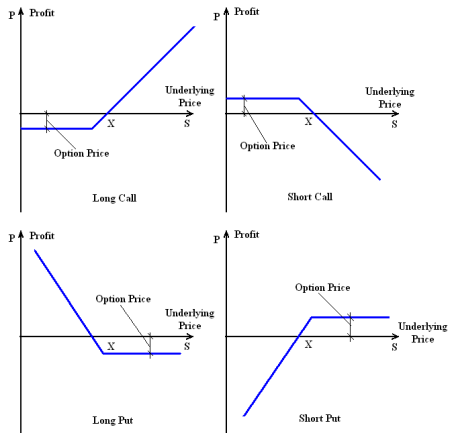 P Profit
Underlying
Price
X
S
Option Price
Long Call
P Profit
Underlying
Price
X
S
Option Price
Short Call
P Profit
Option Price
Underlying
Price
X
S
Long Put
P Profit
Option Price
Underlying
Price
X
S
Short Put